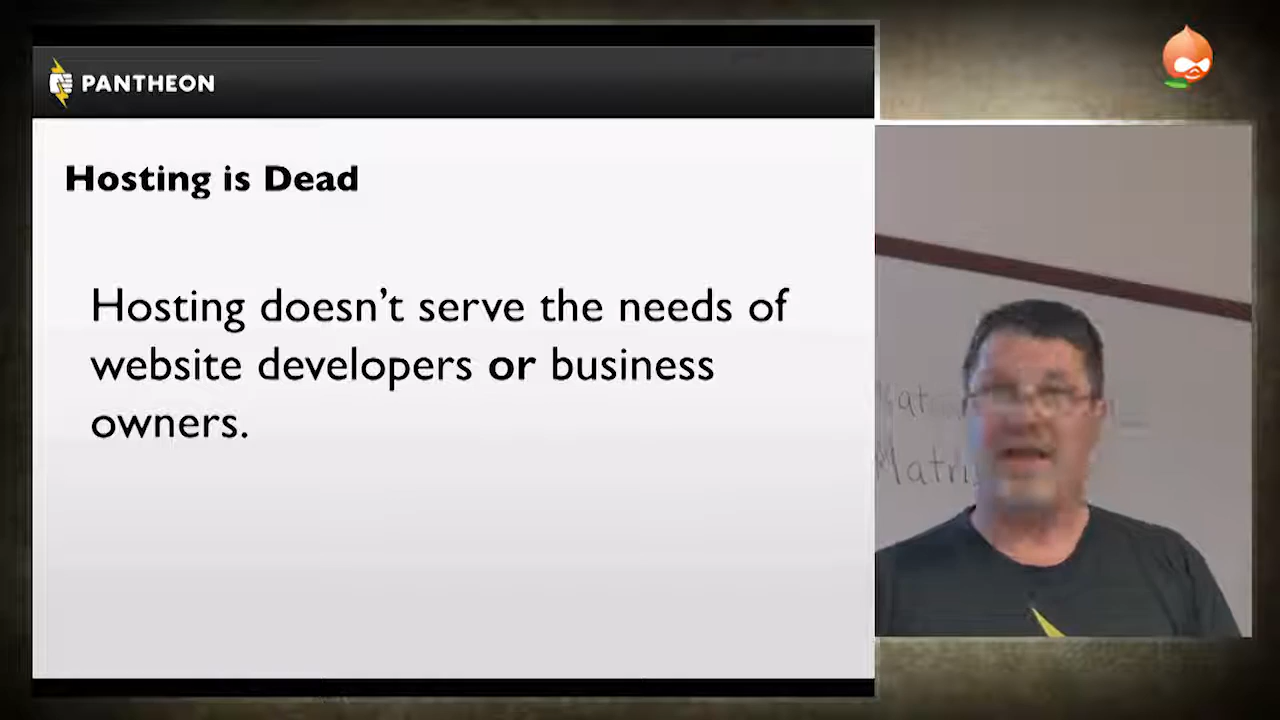 PANTHEON
Hosting is Dead
Hosting doesn't serve the needs of
website developers or business
owners.